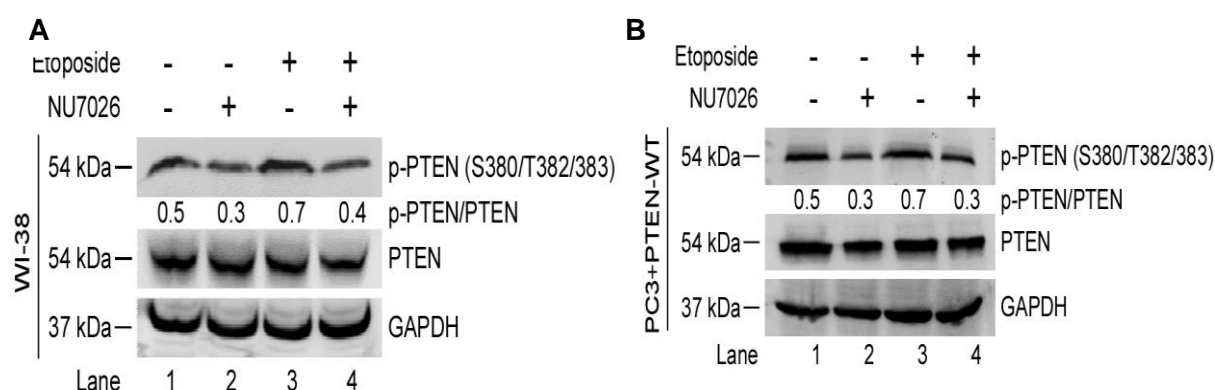 A
Etoposide - - + +
NU7026 - + - +
WI-38
54 kDa p-PTEN (S380/T382/383)
0.5 0.3 0.7 0.4 p-PTEN/PTEN
54 kDa PTEN
37 kDa GAPDH
Lane 1 2 3 4
B
Etoposide - - + +
NU7026 - + - +
PC3+PTEN-WT
54 kDa p-PTEN (S380/T382/383)
0.5 0.3 0.7 0.3 p-PTEN/PTEN
54 kDa PTEN
37 kDa GAPDH
Lane 1 2 3 4